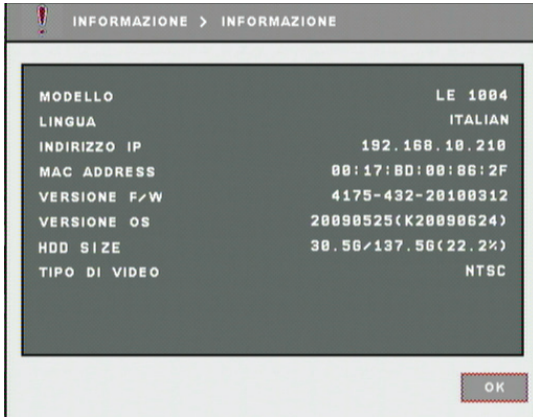 INFORMAZIONE > INFORMAZIONE
MODELLO LE 1004
LINGUA ITALIAN
INDIRIZZO IP 192.168.10.210
MAC ADDRESS 00:17:BD:00:86:2F
VERSIONE F/W 4175-432-20100312
VERSIONE OS 20090525(K20090624)
HDD SIZE 30.5G/137.5G(22.2%)
TIPO DI VIDEO NTSC
OK